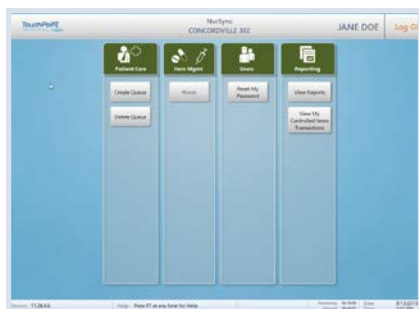 TouchPoint
NurSync
CONCORDVILLE 302
JANE DOE
Log O
Patient Care
Item Mgmt
Users
Reporting
Create Queue
Delete Queue
Waste
Reset My
Password
View Reports
View My
Controlled Items
Transactions
Help: Press F1 at any time for Help